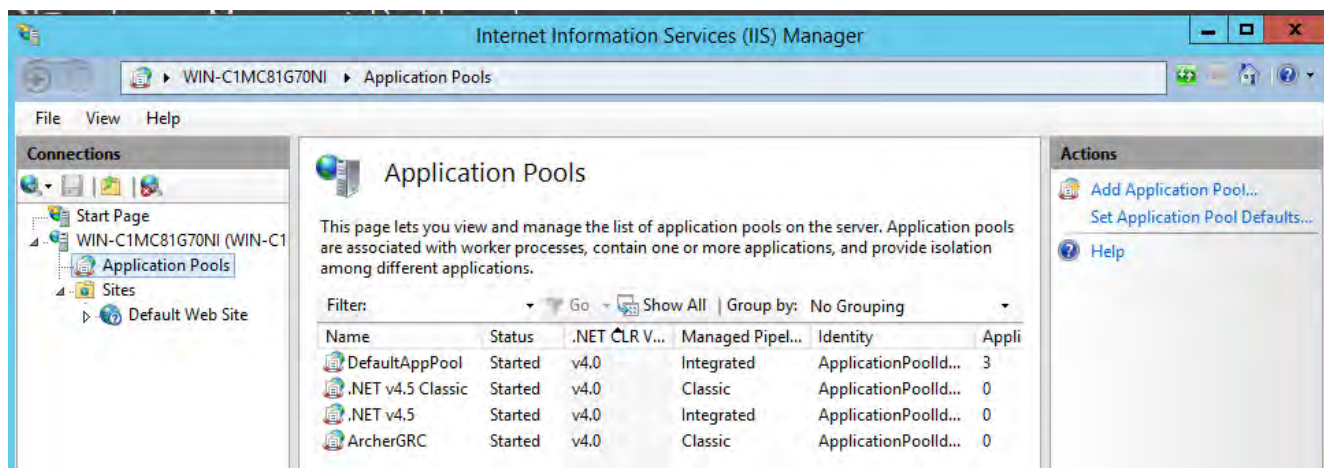 Internet Information Services (IIS) Manager
WIN-C1MC81G70NI Application Pools
File View Help
Connections
Start Page
WIN-C1MC81G70NI (WIN-C1
Application Pools
Sites
Default Web Site
Application Pools
This page lets you view and manage the list of application pools on the server. Application pools
are associated with worker processes, contain one or more applications, and provide isolation
among different applications.
Filter: Go Show All | Group by: No Grouping
Name Status .NET CLR V... Managed Pipel... Identity Appli
DefaultAppPool Started v4.0 Integrated ApplicationPoolId... 3
.NET v4.5 Classic Started v4.0 Classic ApplicationPoolId... 0
.NET v4.5 Started v4.0 Integrated ApplicationPoolId... 0
ArcherGRC Started v4.0 Classic ApplicationPoolId... 0
Actions
Add Application Pool...
Set Application Pool Defaults...
Help